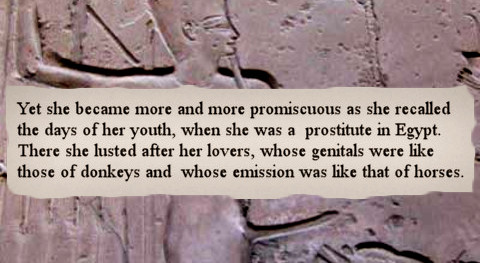 Yet she became more and more promiscuous as she recalled
the days of her youth, when she was a prostitute in Egypt.
There she lusted after her lovers, whose genitals were like
those of donkeys and whose emission was like that of horses.